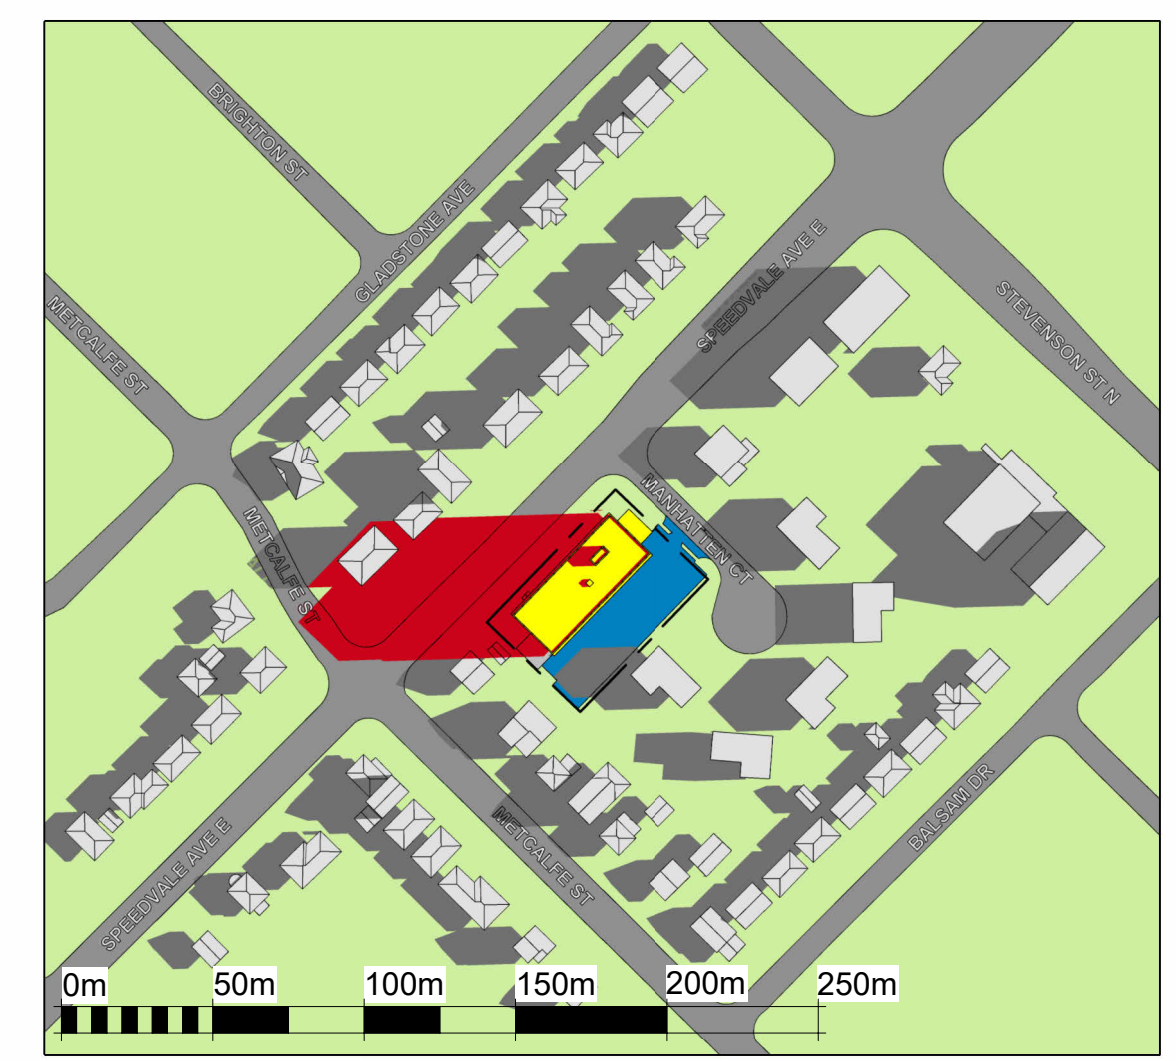 BRIGHTON ST
GLADSTONE AVE
SPEEDVALE AVE E
METCALFE ST
STEVENSON ST N
MANHATTEN CT
METCALFE ST
BALSAM DR
METCALFE ST
SPEEDVALE AVE E
0m 50m 100m 150m 200m 250m